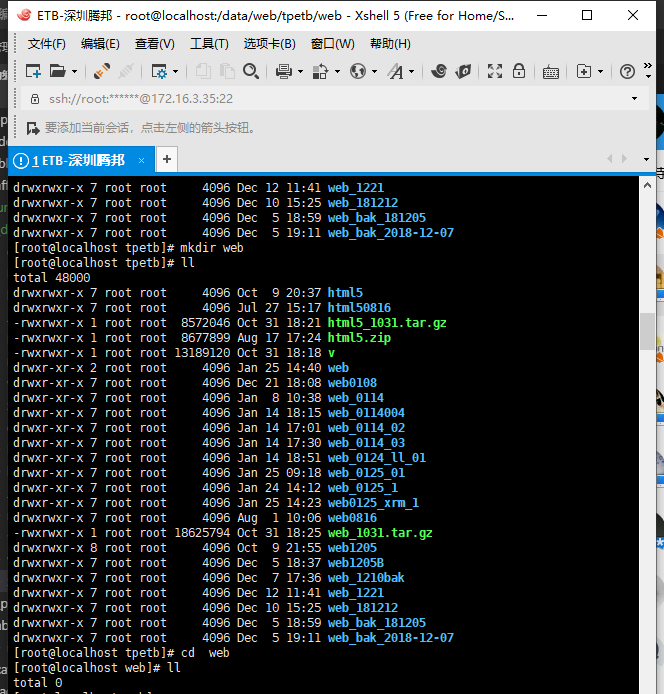 ETB-深圳腾邦 - root@localhost:/data/web/tpetb/web - Xshell 5 (Free for Home/S...
文件(F) 编辑(E) 查看(V) 工具(T) 选项卡(B) 窗口(W) 帮助(H)
ssh://root:******@172.16.3.35:22
要添加当前会话，点击左侧的箭头按钮。
1 ETB-深圳腾邦 × +
drwxrwxr-x 7 root root     4096 Dec 12 11:41 web_1221
drwxrwxr-x 7 root root     4096 Dec 10 15:25 web_181212
drwxrwxr-x 7 root root     4096 Dec  5 18:59 web_bak_181205
drwxrwxr-x 7 root root     4096 Dec  5 19:11 web_bak_2018-12-07
[root@localhost tpetb]# mkdir web
[root@localhost tpetb]# ll
total 48000
drwxrwxr-x 7 root root     4096 Oct  9 20:37 html5
drwxrwxr-x 7 root root     4096 Jul 27 15:17 html50816
-rwxrwxr-x 1 root root  8572046 Oct 31 18:21 html5_1031.tar.gz
-rwxrwxr-x 1 root root  8677899 Aug 17 17:24 html5.zip
-rwxrwxr-x 1 root root 13189120 Oct 31 18:18 v
drwxr-xr-x 2 root root     4096 Jan 25 14:40 web
drwxrwxr-x 7 root root     4096 Dec 21 18:08 web0108
drwxrwxr-x 7 root root     4096 Jan  8 10:38 web_0114
drwxr-xr-x 7 root root     4096 Jan 14 18:15 web_0114004
drwxr-xr-x 7 root root     4096 Jan 14 17:01 web_0114_02
drwxr-xr-x 7 root root     4096 Jan 14 17:30 web_0114_03
drwxr-xr-x 7 root root     4096 Jan 14 18:51 web_0124_ll_01
drwxr-xr-x 7 root root     4096 Jan 25 09:18 web_0125_01
drwxr-xr-x 7 root root     4096 Jan 24 14:12 web_0125_1
drwxr-xr-x 7 root root     4096 Jan 25 14:23 web0125_xrm_1
drwxrwxr-x 7 root root     4096 Aug  1 10:06 web0816
-rwxrwxr-x 1 root root 18625794 Oct 31 18:25 web_1031.tar.gz
drwxrwxr-x 8 root root     4096 Oct  9 21:55 web1205
drwxrwxr-x 7 root root     4096 Dec  5 18:37 web1205B
drwxrwxr-x 7 root root     4096 Dec  7 17:36 web_1210bak
drwxrwxr-x 7 root root     4096 Dec 12 11:41 web_1221
drwxrwxr-x 7 root root     4096 Dec 10 15:25 web_181212
drwxrwxr-x 7 root root     4096 Dec  5 18:59 web_bak_181205
drwxrwxr-x 7 root root     4096 Dec  5 19:11 web_bak_2018-12-07
[root@localhost tpetb]# cd  web
[root@localhost web]# ll
total 0